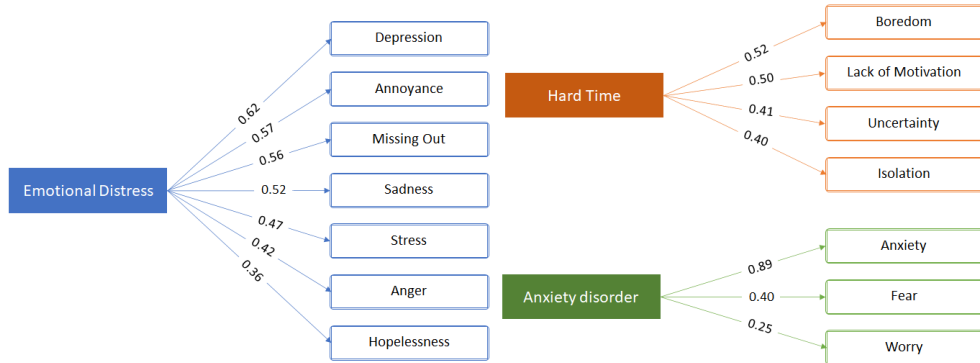 Emotional Distress
0.62
Depression
0.57
Annoyance
0.56
Missing Out
0.52
Sadness
0.47
Stress
0.42
Anger
0.36
Hopelessness
Hard Time
0.52
Boredom
0.50
Lack of Motivation
0.41
Uncertainty
0.40
Isolation
Anxiety disorder
0.89
Anxiety
0.40
Fear
0.25
Worry